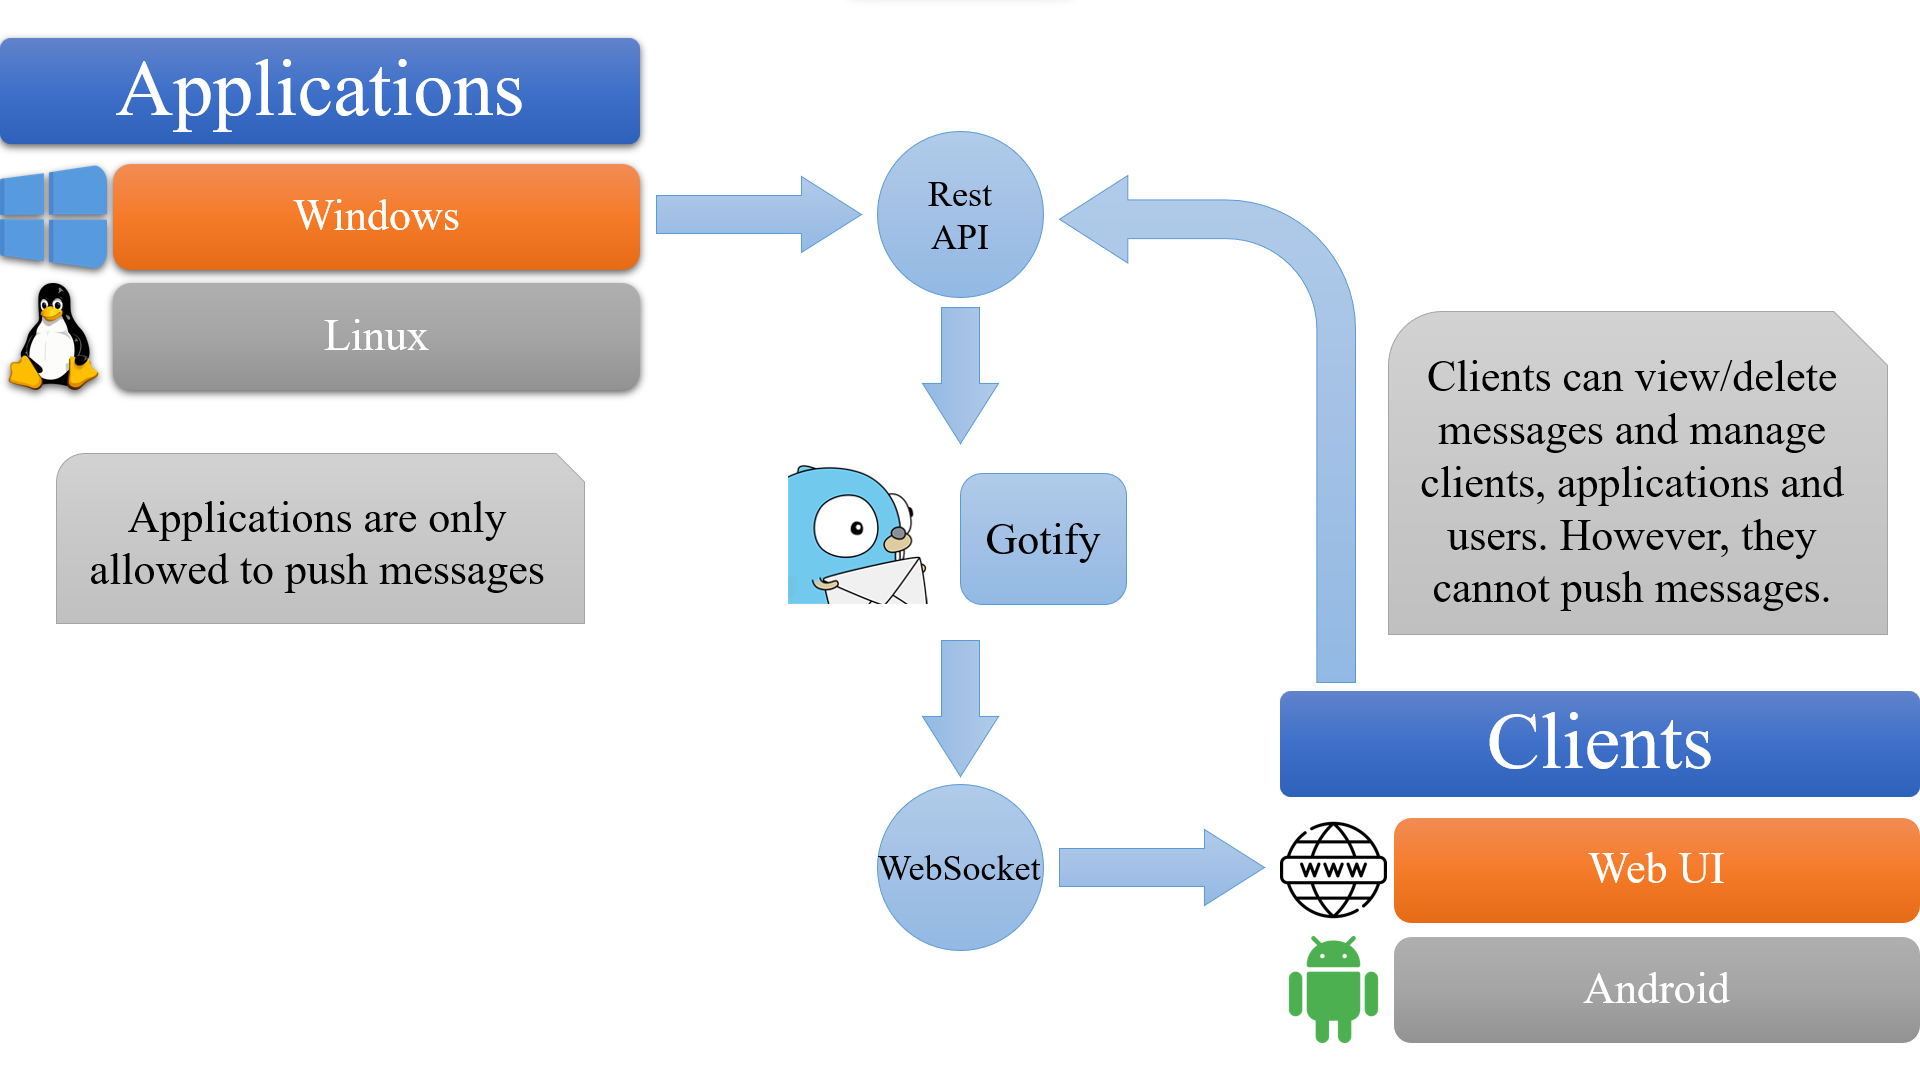 Applications
Windows
Linux
Applications are only
allowed to push messages
Rest
API
Gotify
WebSocket
Clients can view/delete
messages and manage
clients, applications and
users. However, they
cannot push messages.
Clients
WWW
Web UI
Android